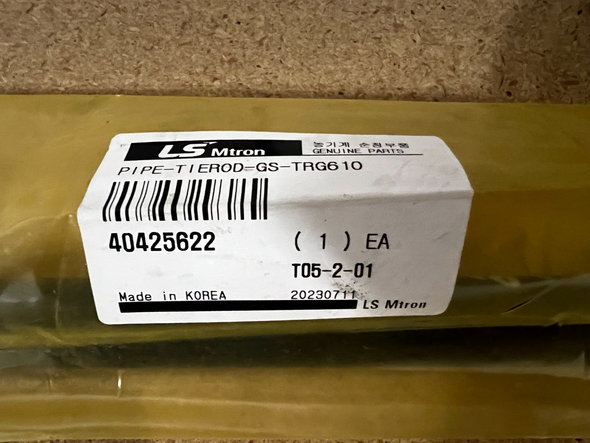 LS Mtron 농기계 순정부품
GENUINE PARTS
PIPE-TIEROD-GS-TRG610
40425622 ( 1 ) EA
T05-2-01
Made in KOREA 20230711
LS Mtron